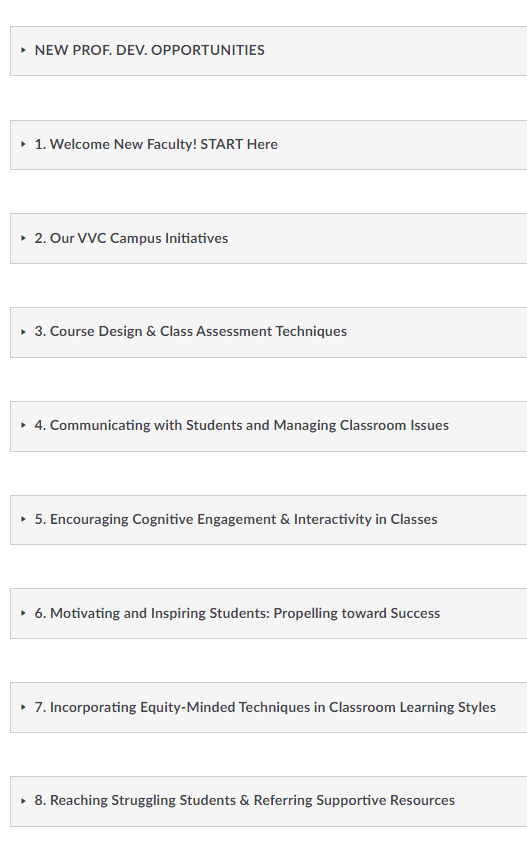 NEW PROF. DEV. OPPORTUNITIES
1. Welcome New Faculty! START Here
2. Our VVC Campus Initiatives
3. Course Design & Class Assessment Techniques
4. Communicating with Students and Managing Classroom Issues
5. Encouraging Cognitive Engagement & Interactivity in Classes
6. Motivating and Inspiring Students: Propelling toward Success
7. Incorporating Equity-Minded Techniques in Classroom Learning Styles
8. Reaching Struggling Students & Referring Supportive Resources